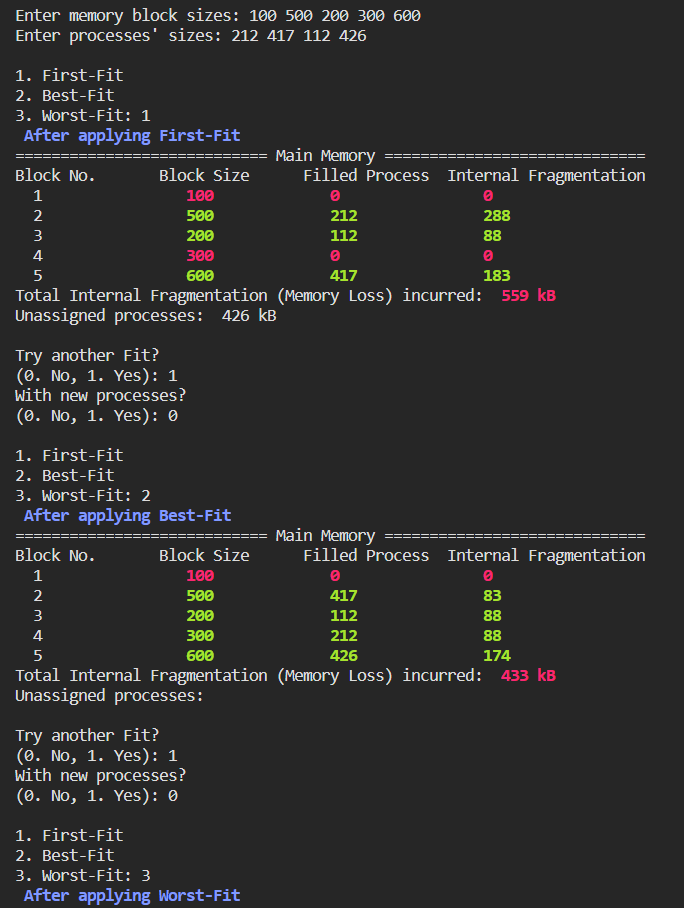 Enter memory block sizes: 100 500 200 300 600
Enter processes' sizes: 212 417 112 426
1. First-Fit
2. Best-Fit
3. Worst-Fit: 1
After applying First-Fit
============================ Main Memory =============================
Block No. Block Size Filled Process Internal Fragmentation
1 100 0 0
2 500 212 288
3 200 112 88
4 300 0 0
5 600 417 183
Total Internal Fragmentation (Memory Loss) incurred: 559 kB
Unassigned processes: 426 kB
Try another Fit?
(0. No, 1. Yes): 1
With new processes?
(0. No, 1. Yes): 0
1. First-Fit
2. Best-Fit
3. Worst-Fit: 2
After applying Best-Fit
============================ Main Memory =============================
Block No. Block Size Filled Process Internal Fragmentation
1 100 0 0
2 500 417 83
3 200 112 88
4 300 212 88
5 600 426 174
Total Internal Fragmentation (Memory Loss) incurred: 433 kB
Unassigned processes:
Try another Fit?
(0. No, 1. Yes): 1
With new processes?
(0. No, 1. Yes): 0
1. First-Fit
2. Best-Fit
3. Worst-Fit: 3
After applying Worst-Fit